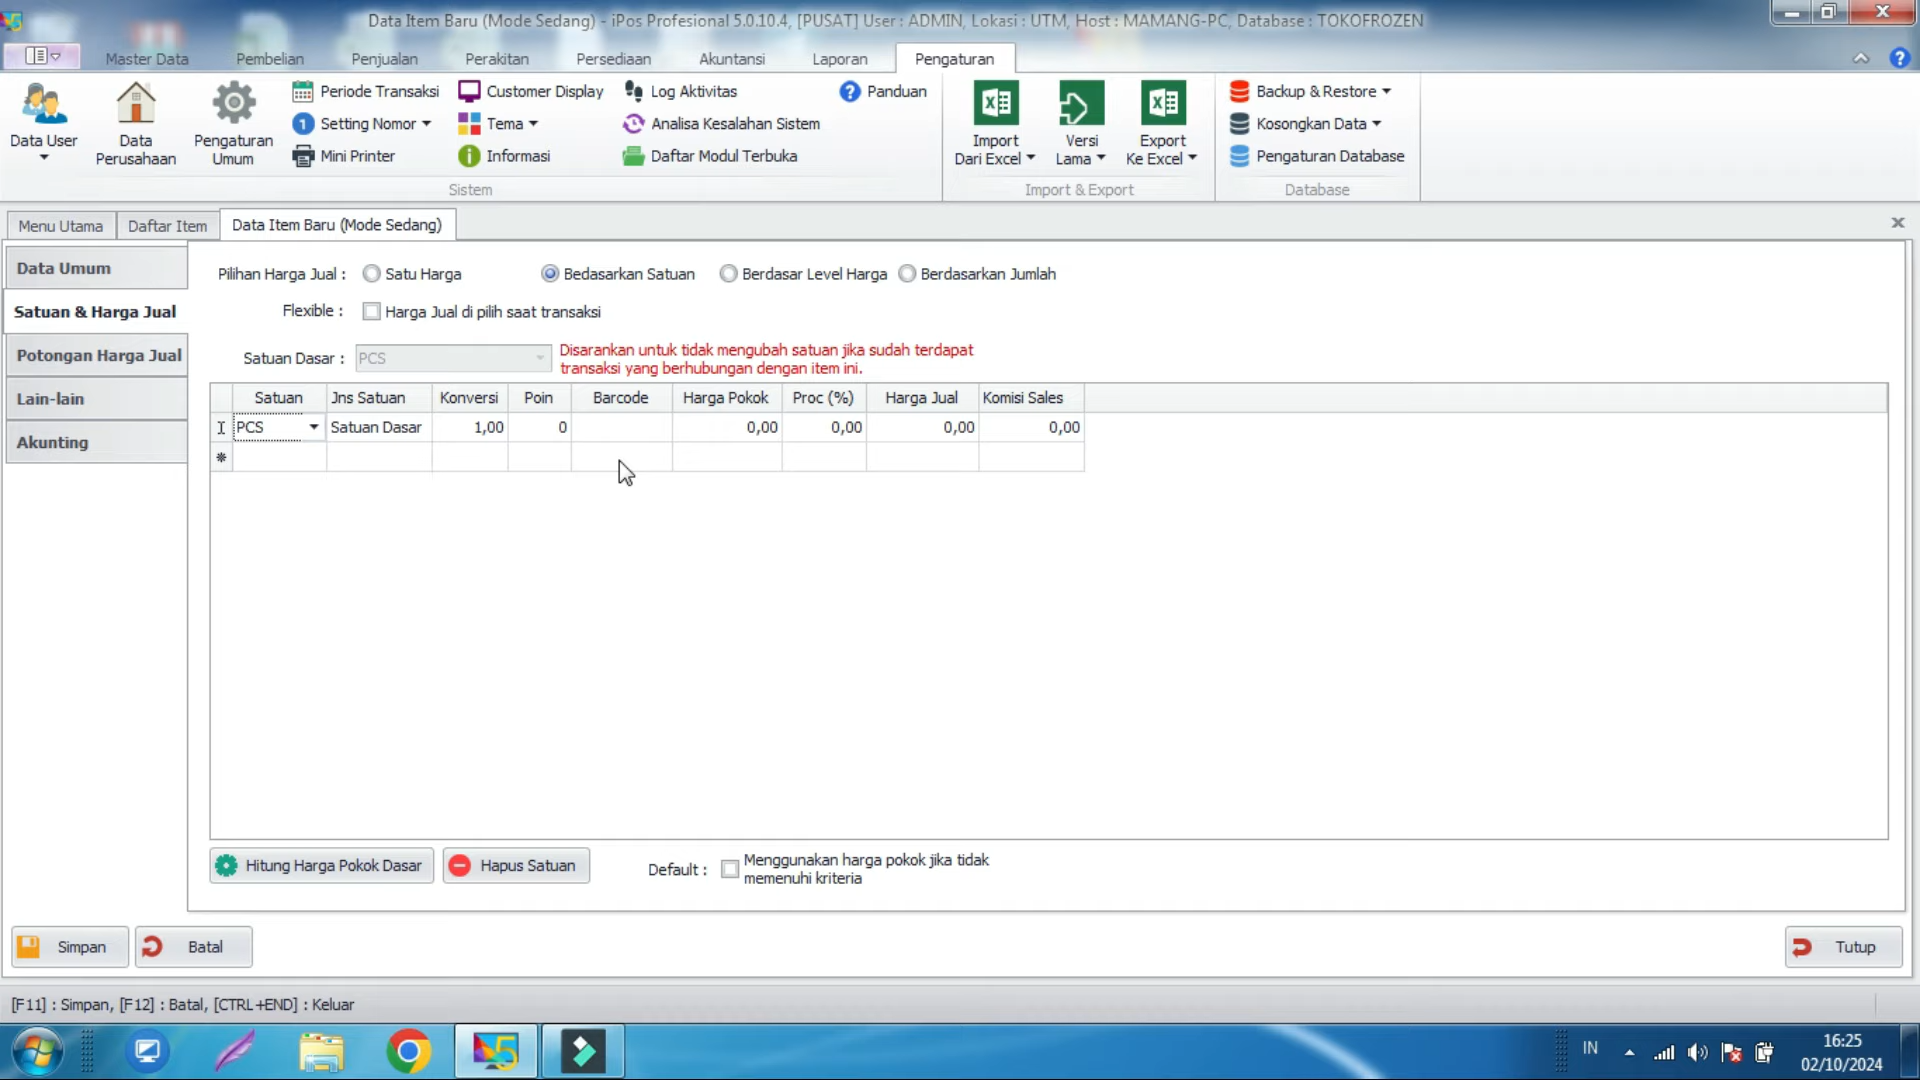 Data Item Baru (Mode Sedang) - iPos Profesional 5.0.10.4, [PUSAT] User : ADMIN, Lokasi : UTM, Host : MAMANG-PC, Database : TOKOFROZEN
Master Data Pembelian Penjualan Perakitan Persediaan Akuntansi Laporan Pengaturan
Data User
Data Perusahaan
Pengaturan Umum
Periode Transaksi
Setting Nomor
Mini Printer
Customer Display
Tema
Informasi
Log Aktivitas
Analisa Kesalahan Sistem
Daftar Modul Terbuka
Panduan
Sistem
Import Dari Excel
Versi Lama
Export Ke Excel
Import & Export
Backup & Restore
Kosongkan Data
Pengaturan Database
Database
Menu Utama Daftar Item Data Item Baru (Mode Sedang)
Data Umum
Satuan & Harga Jual
Potongan Harga Jual
Lain-lain
Akunting
Pilihan Harga Jual : Satu Harga Bedasarkan Satuan Berdasar Level Harga Berdasarkan Jumlah
Flexible : Harga Jual di pilih saat transaksi
Satuan Dasar : PCS
Disarankan untuk tidak mengubah satuan jika sudah terdapat
transaksi yang berhubungan dengan item ini.
Satuan Jns Satuan Konversi Poin Barcode Harga Pokok Proc (%) Harga Jual Komisi Sales
PCS Satuan Dasar 1,00 0 0,00 0,00 0,00 0,00
Hitung Harga Pokok Dasar Hapus Satuan
Default : Menggunakan harga pokok jika tidak
memenuhi kriteria
Simpan Batal Tutup
[F11] : Simpan, [F12] : Batal, [CTRL+END] : Keluar
IN
16:25
02/10/2024